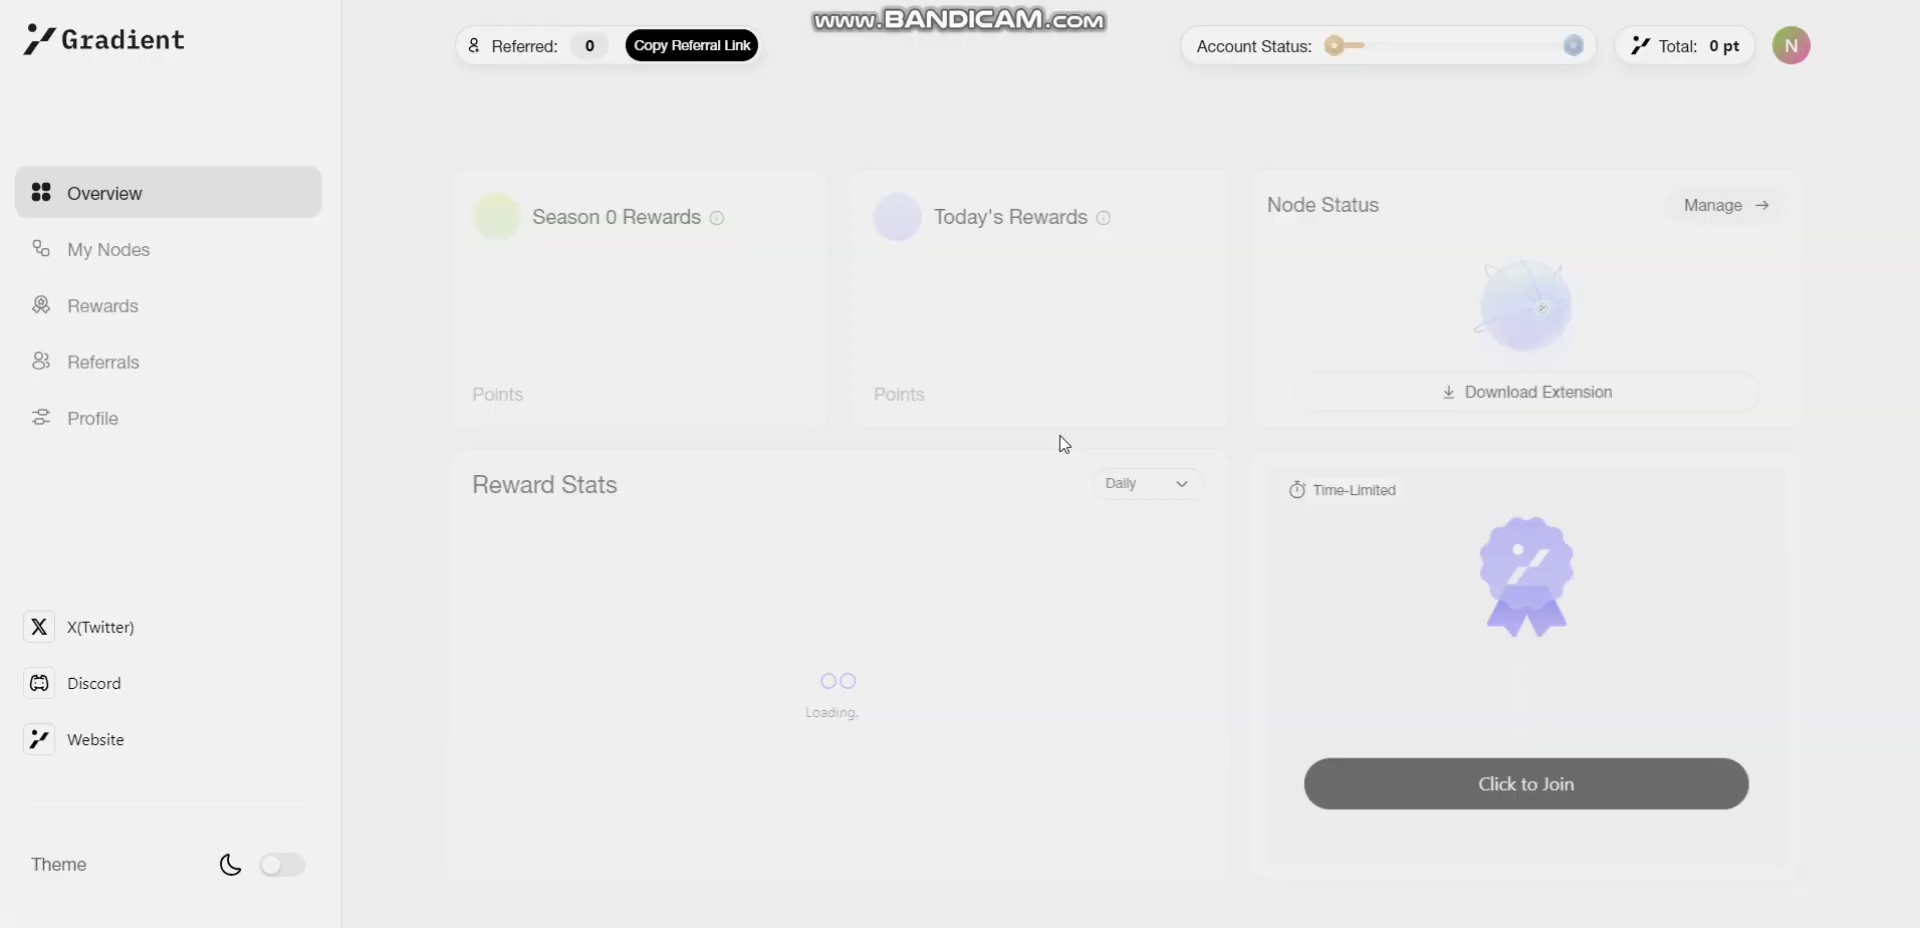 www.BANDICAM.com
Gradient
Referred: 0 Copy Referral Link
Account Status:
Total: 0 pt
N
Overview
My Nodes
Rewards
Referrals
Profile
X(Twitter)
Discord
Website
Theme
Season 0 Rewards
Points
Today's Rewards
Points
Node Status
Manage
Download Extension
Reward Stats
Daily
Loading.
Time-Limited
Click to Join